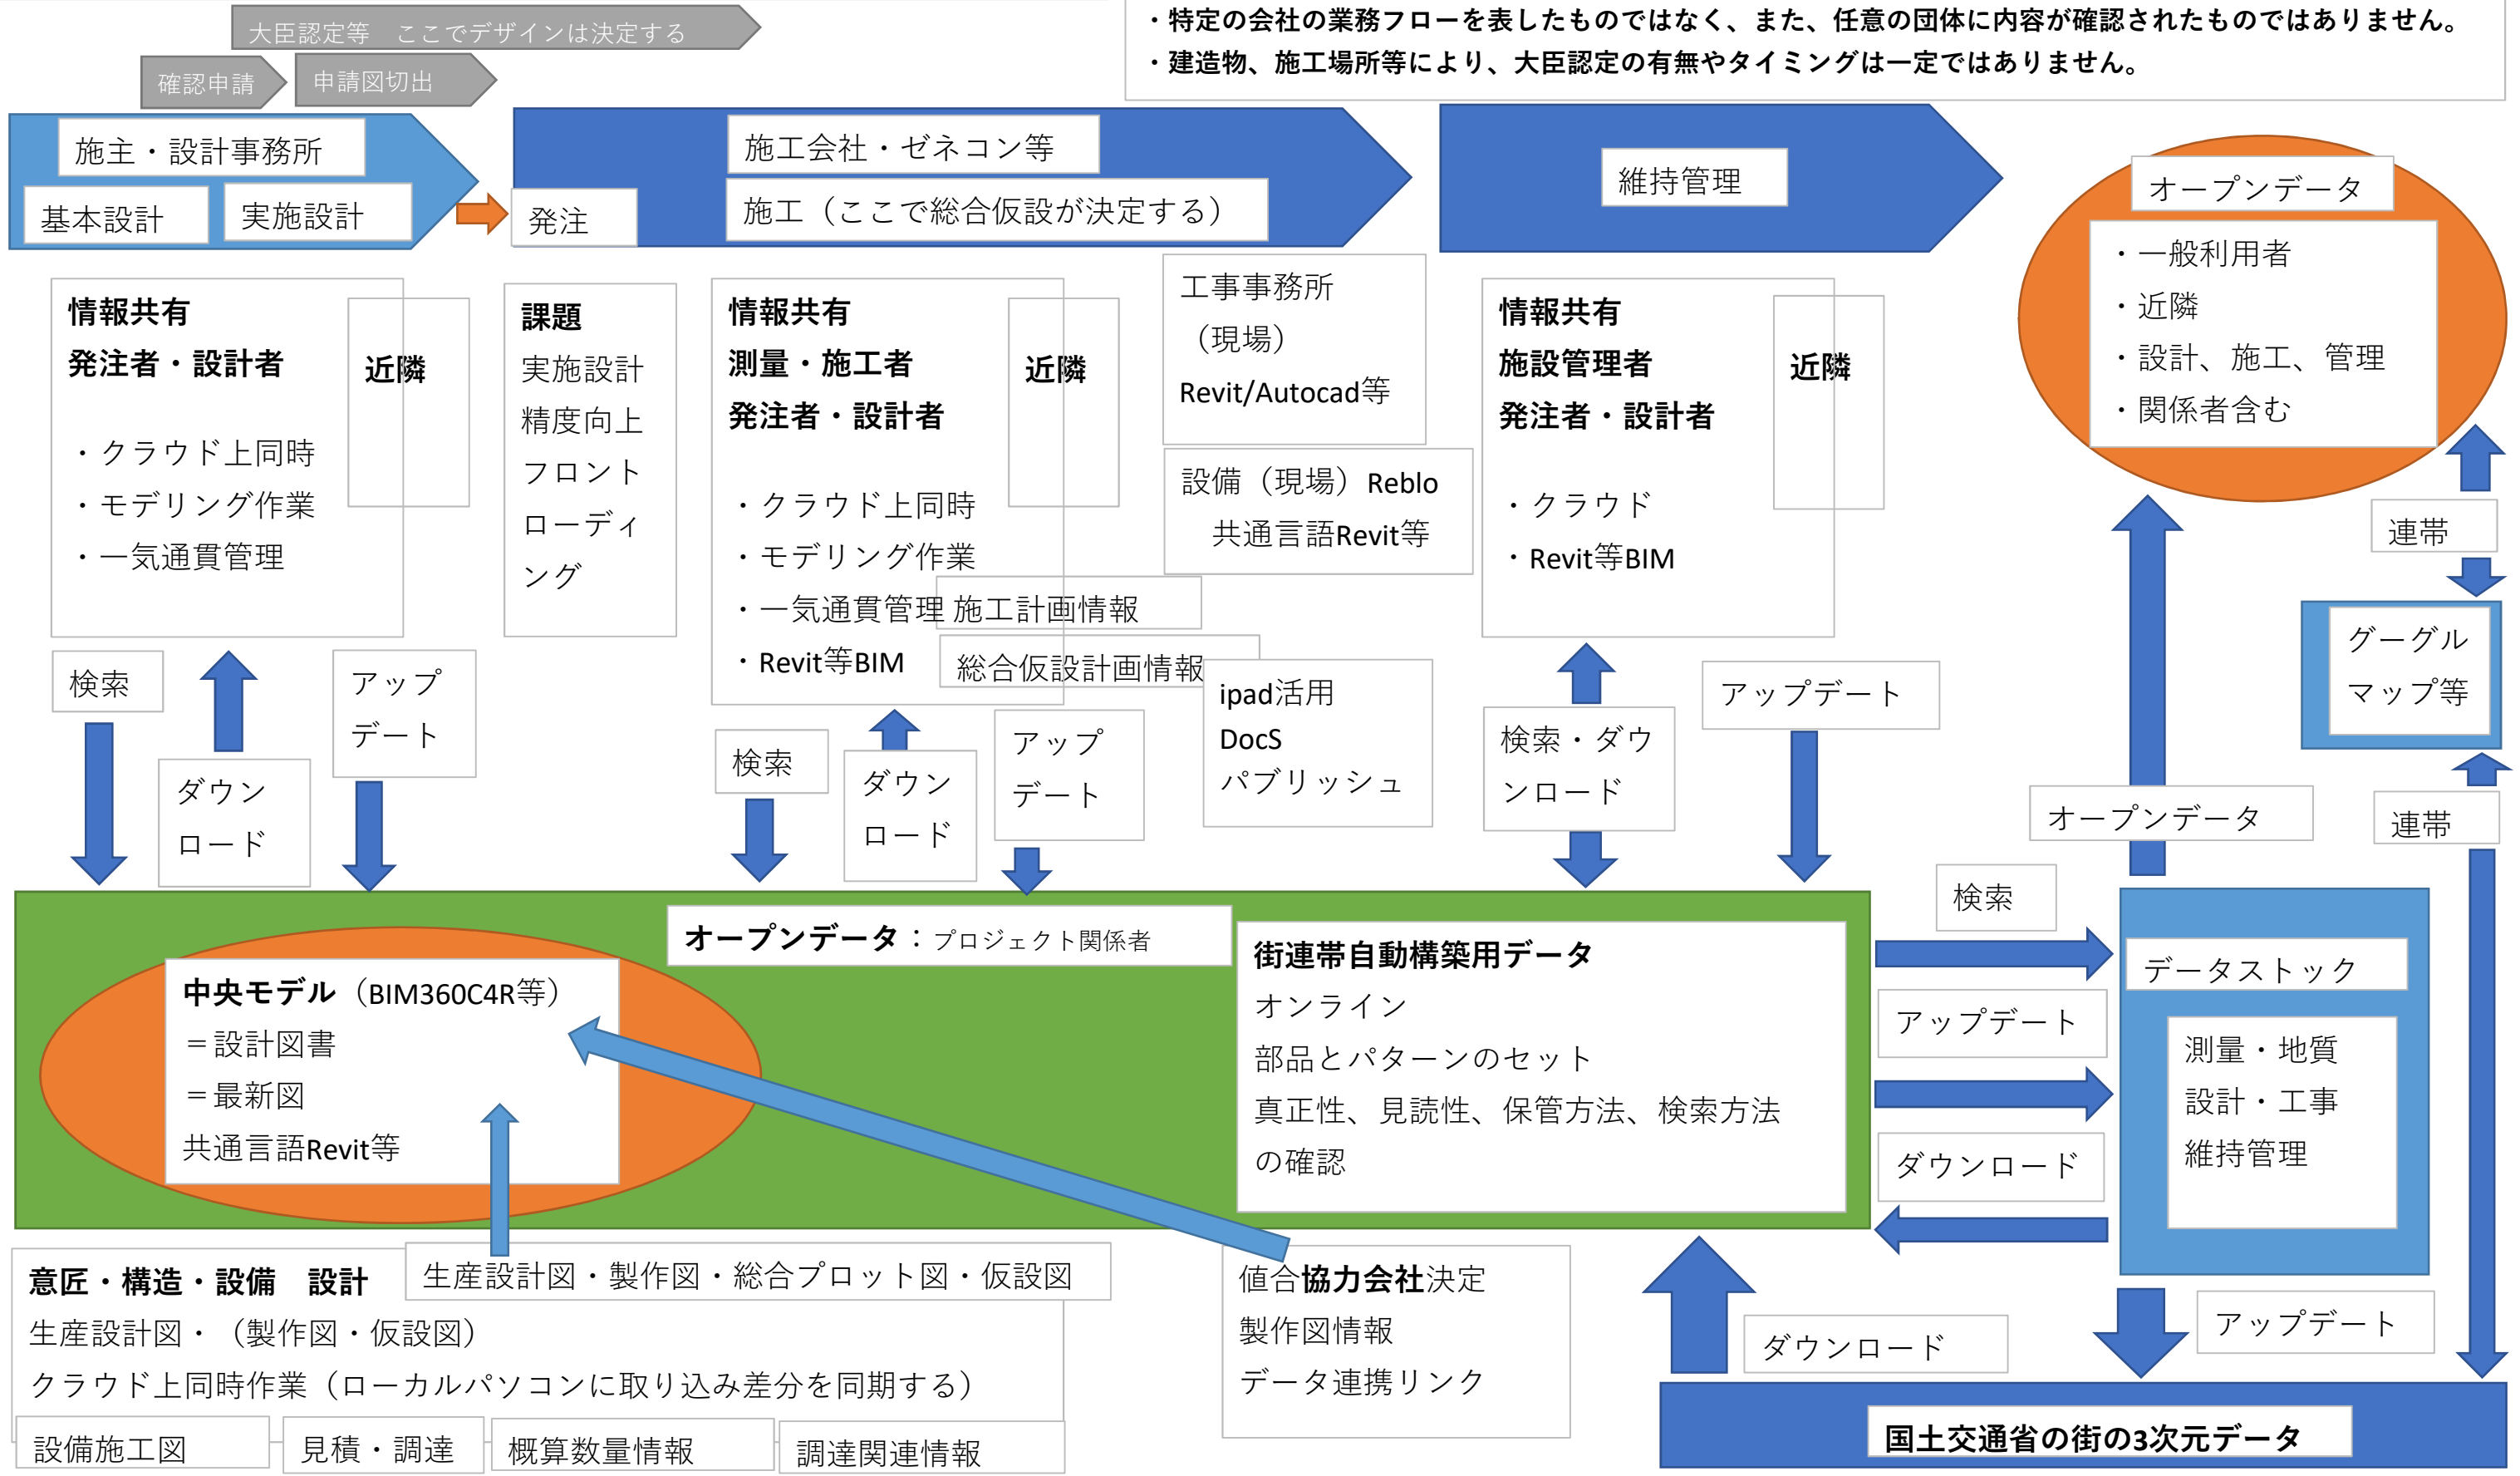 大臣認定等　ここでデザインは決定する
・特定の会社の業務フローを表したものではなく、また、任意の団体に内容が確認されたものではありません。
・建造物、施工場所等により、大臣認定の有無やタイミングは一定ではありません。
確認申請
申請図切出
施主・設計事務所
基本設計
実施設計
発注
施工会社・ゼネコン等
施工（ここで総合仮設が決定する）
維持管理
オープンデータ
・一般利用者
・近隣
・設計、施工、管理
・関係者含む
情報共有
発注者・設計者
・クラウド上同時
・モデリング作業
・一気通貫管理
近隣
課題
実施設計
精度向上
フロント
ローディ
ング
情報共有
測量・施工者
発注者・設計者
・クラウド上同時
・モデリング作業
・一気通貫管理
・Revit等BIM
近隣
施工計画情報
総合仮設計画情報
工事事務所
（現場）
Revit/Autocad等
設備（現場）Reblo
共通言語Revit等
ipad活用
DocS
パブリッシュ
情報共有
施設管理者
発注者・設計者
・クラウド
・Revit等BIM
近隣
連帯
グーグル
マップ等
連帯
検索
ダウン
ロード
アップ
デート
検索
ダウン
ロード
アップ
デート
検索・ダウ
ンロード
アップデート
オープンデータ
オープンデータ：プロジェクト関係者
中央モデル（BIM360C4R等）
＝設計図書
＝最新図
共通言語Revit等
街連帯自動構築用データ
オンライン
部品とパターンのセット
真正性、見読性、保管方法、検索方法
の確認
検索
アップデート
ダウンロード
データストック
測量・地質
設計・工事
維持管理
意匠・構造・設備　設計
生産設計図・（製作図・仮設図）
クラウド上同時作業（ローカルパソコンに取り込み差分を同期する）
生産設計図・製作図・総合プロット図・仮設図
設備施工図
見積・調達
概算数量情報
調達関連情報
値合協力会社決定
製作図情報
データ連携リンク
ダウンロード
アップデート
国土交通省の街の3次元データ